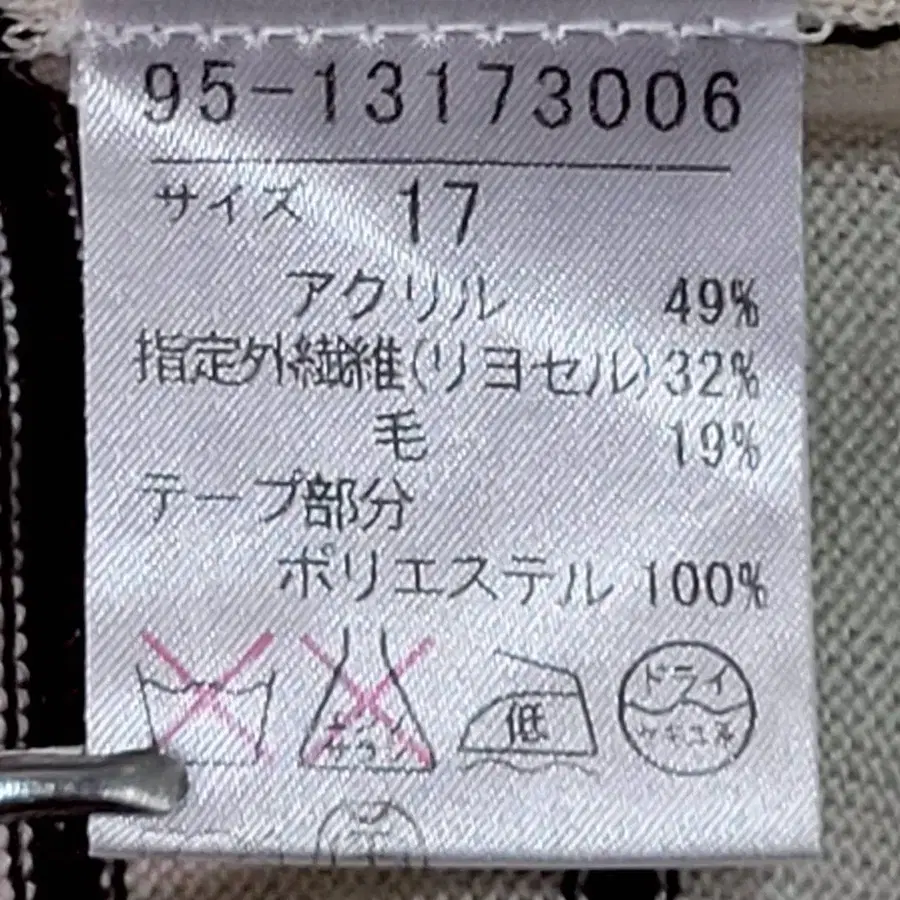 95-13173006
サイズ 17
アクリル 49%
指定外繊維(リヨセル) 32%
毛 19%
テープ部分
ポリエステル 100%
低
ドライ
セキユ系